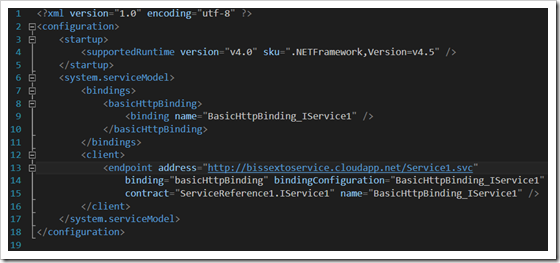 1 <?xml version="1.0" encoding="utf-8" ?>
2 <configuration>
3 <startup>
4 <supportedRuntime version="v4.0" sku=".NETFramework,Version=v4.5" />
5 </startup>
6 <system.serviceModel>
7 <bindings>
8 <basicHttpBinding>
9 <binding name="BasicHttpBinding_IService1" />
10 </basicHttpBinding>
11 </bindings>
12 <client>
13 <endpoint address="http://bissextoservice.cloudapp.net/Service1.svc"
14 binding="basicHttpBinding" bindingConfiguration="BasicHttpBinding_IService1"
15 contract="ServiceReference1.IService1" name="BasicHttpBinding_IService1" />
16 </client>
17 </system.serviceModel>
18 </configuration>
19